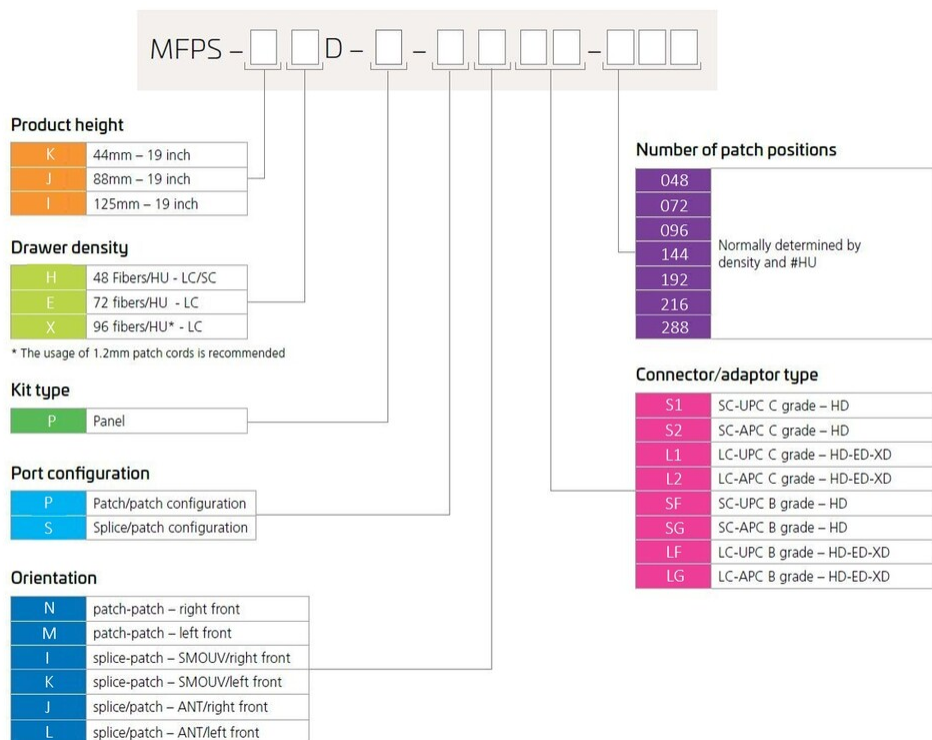 MFPS – D – – –
Product height
K 44mm – 19 inch
J 88mm – 19 inch
I 125mm – 19 inch
Drawer density
H 48 Fibers/HU - LC/SC
E 72 fibers/HU - LC
X 96 fibers/HU* - LC
* The usage of 1.2mm patch cords is recommended
Kit type
P Panel
Port configuration
P Patch/patch configuration
S Splice/patch configuration
Orientation
N patch-patch – right front
M patch-patch – left front
I splice-patch – SMOUV/right front
K splice-patch – SMOUV/left front
J splice/patch – ANT/right front
L splice/patch – ANT/left front
Number of patch positions
048
072
096
144
192
216
288
Normally determined by
density and #HU
Connector/adaptor type
S1 SC-UPC C grade – HD
S2 SC-APC C grade – HD
L1 LC-UPC C grade – HD-ED-XD
L2 LC-APC C grade – HD-ED-XD
SF SC-UPC B grade – HD
SG SC-APC B grade – HD
LF LC-UPC B grade – HD-ED-XD
LG LC-APC B grade – HD-ED-XD